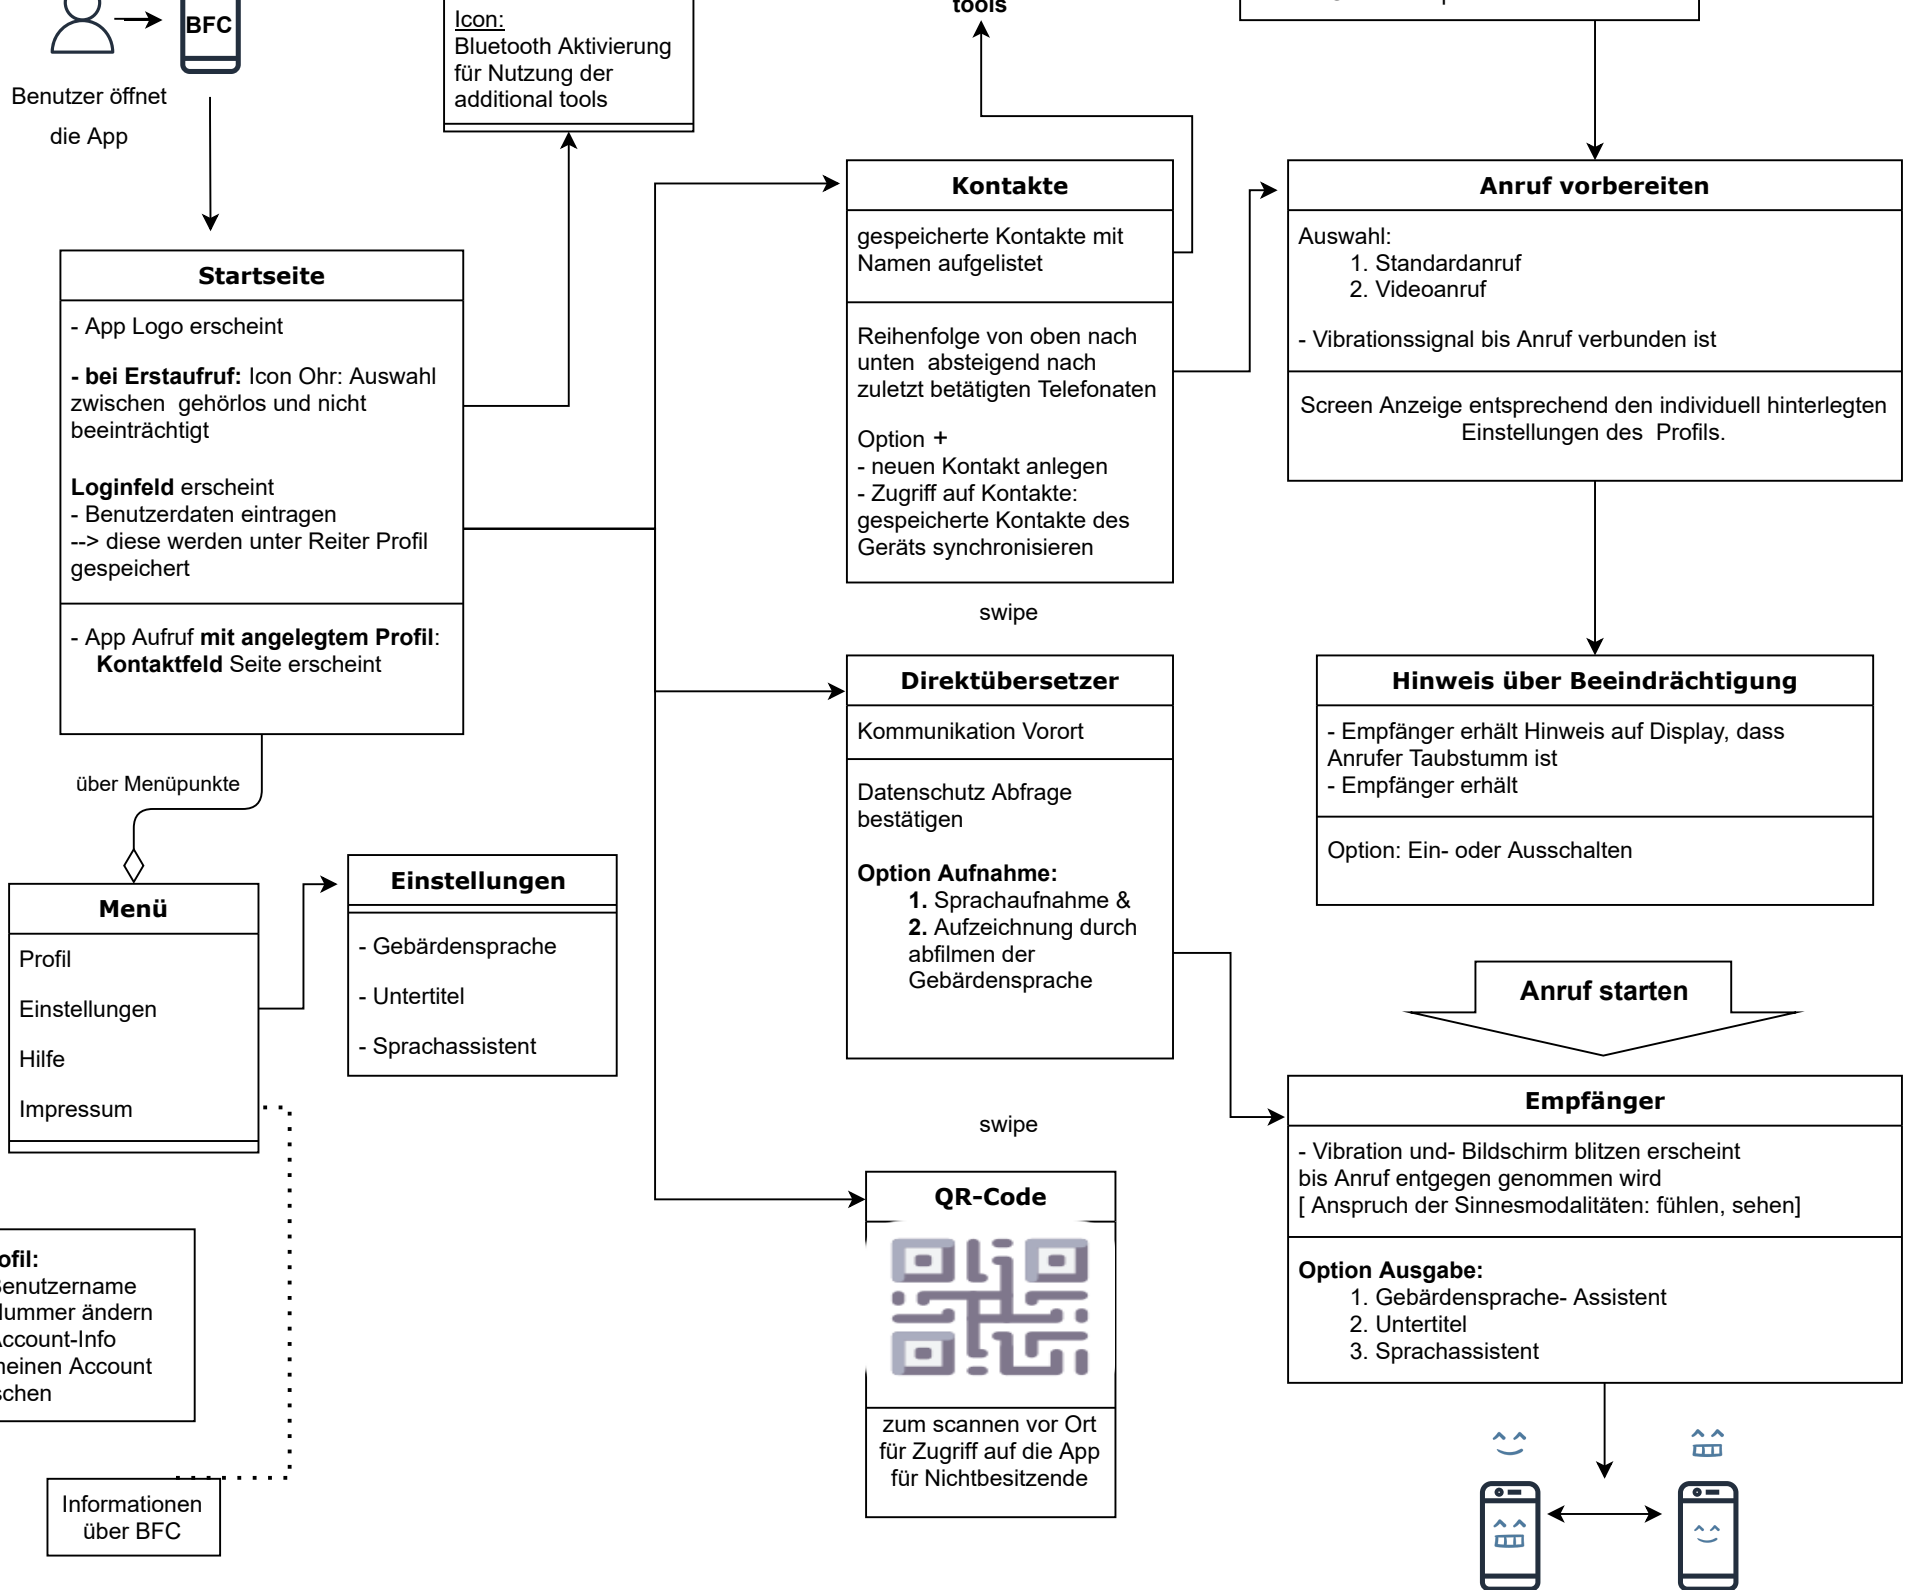 BFC
Benutzer öffnet
die App
Icon:
Bluetooth Aktivierung
für Nutzung der
additional tools
tools
Startseite
- App Logo erscheint
- bei Erstaufruf: Icon Ohr: Auswahl
zwischen gehörlos und nicht
beeinträchtigt
Loginfeld erscheint
- Benutzerdaten eintragen
--> diese werden unter Reiter Profil
gespeichert
- App Aufruf mit angelegtem Profil:
Kontaktfeld Seite erscheint
über Menüpunkte
Menü
Profil
Einstellungen
Hilfe
Impressum
Einstellungen
- Gebärdensprache
- Untertitel
- Sprachassistent
ofil:
enutzername
ummer ändern
ccount-Info
neinen Account
schen
Informationen
über BFC
Kontakte
gespeicherte Kontakte mit
Namen aufgelistet
Reihenfolge von oben nach
unten absteigend nach
zuletzt betätigten Telefonaten
Option +
- neuen Kontakt anlegen
- Zugriff auf Kontakte:
gespeicherte Kontakte des
Geräts synchronisieren
swipe
Direktübersetzer
Kommunikation Vorort
Datenschutz Abfrage
bestätigen
Option Aufnahme:
1. Sprachaufnahme &
2. Aufzeichnung durch
abfilmen der
Gebärdensprache
swipe
QR-Code
zum scannen vor Ort
für Zugriff auf die App
für Nichtbesitzende
Anruf vorbereiten
Auswahl:
1. Standardanruf
2. Videoanruf
- Vibrationssignal bis Anruf verbunden ist
Screen Anzeige entsprechend den individuell hinterlegten
Einstellungen des Profils.
Hinweis über Beeindrächtigung
- Empfänger erhält Hinweis auf Display, dass
Anrufer Taubstumm ist
- Empfänger erhält
Option: Ein- oder Ausschalten
Anruf starten
Empfänger
- Vibration und- Bildschirm blitzen erscheint
bis Anruf entgegen genommen wird
[ Anspruch der Sinnesmodalitäten: fühlen, sehen]
Option Ausgabe:
1. Gebärdensprache- Assistent
2. Untertitel
3. Sprachassistent